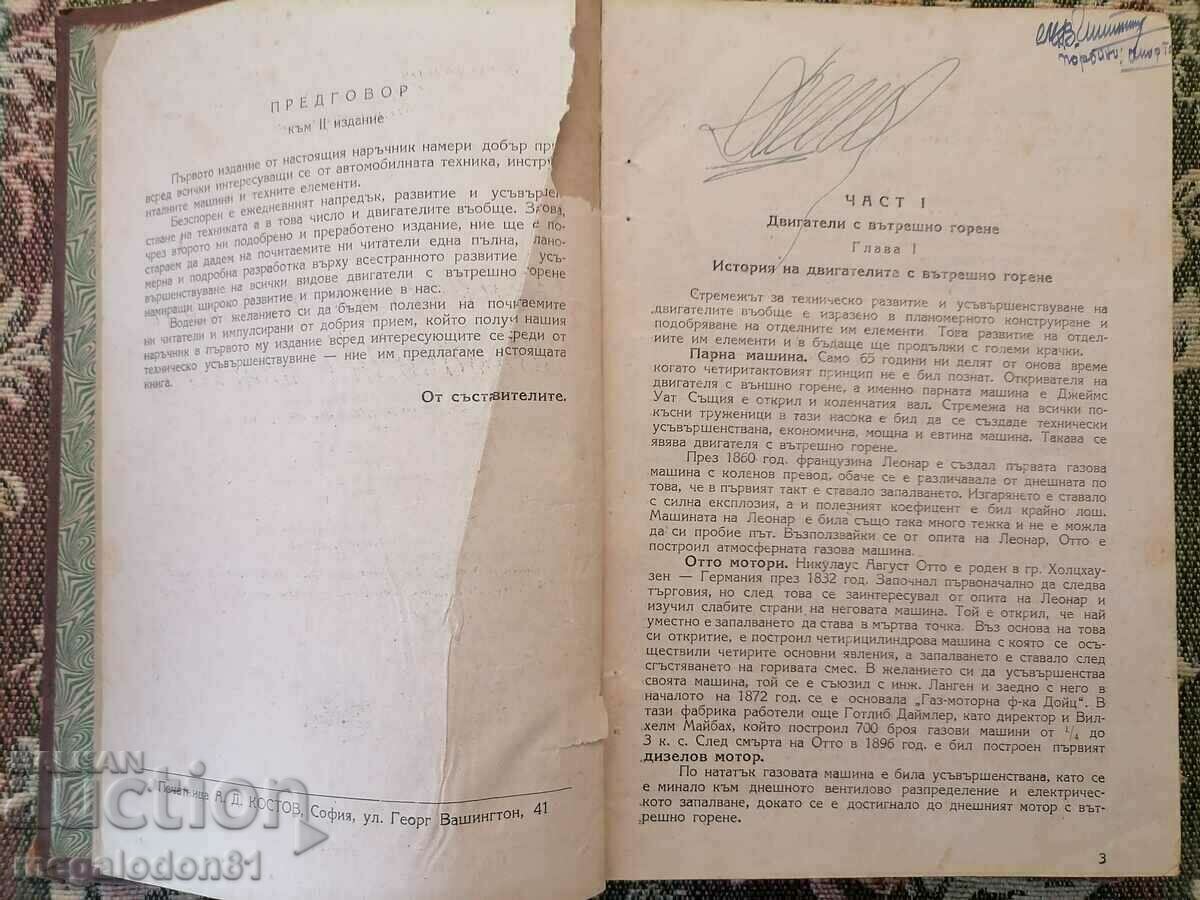 ПРЕДГОВОР
към II издание
Първото издание от настоящия наръчник намери добър при
всред всички интересуващи се от автомобилната техника, инстру
нталните машини и техните елементи.
Безспорен е ежедневният напредък, развитие и усъвършен
стване на техниката а в това число и двигателите въобще. Затова,
чрез второто ни подобрено и преработено издание, ние ще е по-
стараем да дадем на почитаемите ни читатели една пълна, плано-
мерна и подробна разработка върху всестранното развитие усъ-
вършенствуване на всички видове двигатели с вътрешно горене
намиращи широко развитие и приложение в нас.
Водени от желанието си да бъдем полезни на почитаемите
ни читатели и импулсирани от добрия прием, който получи нашия
наръчник в първото му издание всред интересующите се среди от
техническо усъвършенствувине — ние им предлагаме настоящата
книга.
От съставителите.
Печатница А. Д. КОСТОВ, София, ул. Георг Вашингтон, 41
ЧАСТ I
Двигатели с вътрешно горене
Глава I
История на двигателитa с вътрешно горене
Стремежът за техническо развитие и усъвършенствуване на
двигателите въобще е изразено в планомерното конструиране и
подобряване на отделните им елементи. Това развитие на отдел-
ните им елементи и в бъдаще ще продължи с големи крачки.
Парна машина. Само 65 години ни делят от онова време
когато четиритактовият принцип не е бил познат. Откривателя на
двигателя с външно горене, а именно парната машина е Джеймс
Уат Същия е открил и коленчатия вал. Стремежа на всички по-
късни труженици в тази насока е бил да се създаде технически
усъвършенствана, економична, мощна и евтина машина. Такава се
явява двигателя с вътрешно горене.
През 1860 год. французина Леонар е създал първата газова
машина с коленов превод, обаче се е различавала от днешната по
това, че в първият такт е ставало запалването. Изгарянето е ставало
с силна експлозия, а и полезният коефицент е бил крайно лош.
Машината на Леонар е била също така много тежка и не е можла
да си пробие път. Възползвайки се от опита на Леонар, Отто е
построил атмосферната газова машина.
Отто мотори. Никулаус Август Отто е роден в гр. Холцхау-
зен — Германия през 1832 год. Започнал първоначално да следва
търговия, но след това се заинтересувал от опита на Леонар и
изучил слабите страни на неговата машина. Той е открил, че най
уместно е запалването да става в мъртва точка. Въз основа на това
си откритие, е построил четирицилиндрова машина с която се осъ-
ществили четирите основни явления, а запалването е ставало след
сгъстяването на горивата смес. В желанието си да усъвършенства
своята машина, той се е съюзил с инж. Ланген и заедно с него в
началото на 1872 год. се е основала „Газ-моторна ф-ка Дойц“. В
тази фабрика работели още Готлиб Даймлер, като директор и Вил-
хелм Майбах, който построил 700 броя газови машини от ¹/₄ до
3 к. с. След смърта на Отто в 1896 год. е бил построен първият
дизелов мотор.
По нататък газовата машина е била усъвършенствана, като се
е минало към днешното вентилово разпределение и електричес-
кото запалване, докато се е достигнало до днешният мотор с вът-
решно горене.
3
BALKAN
auction
megalodon81